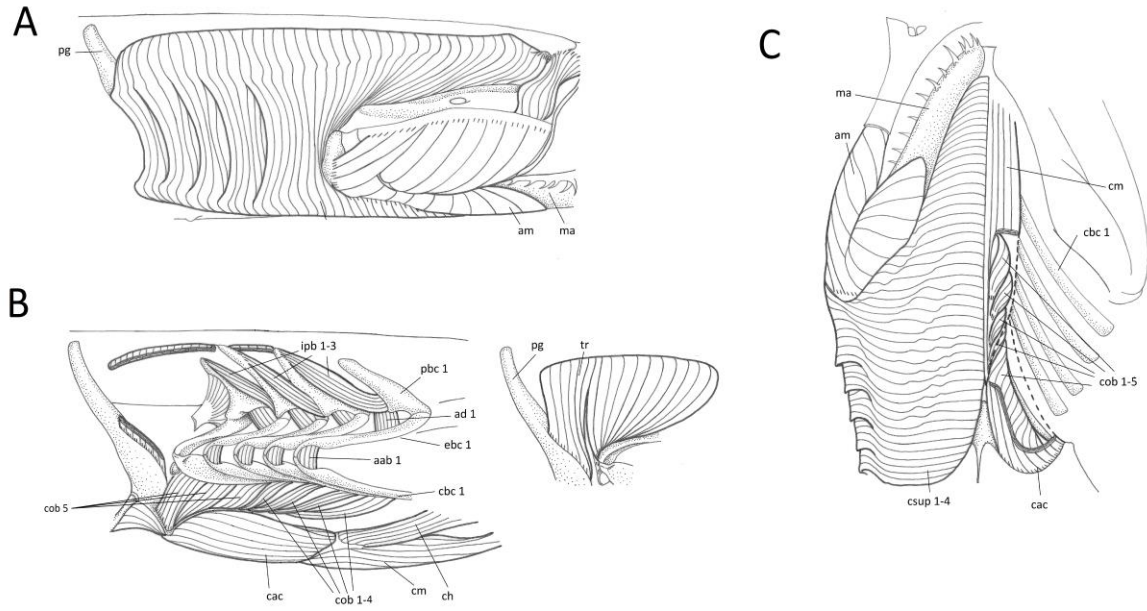 A
pg
am
ma
B
ipb 1-3
pbc 1
ad 1
ebc 1
aab 1
cbc 1
cob 5
cac
cob 1-4
cm
ch
pg
tr
C
ma
am
cm
cbc 1
cob 1-5
csup 1-4
cac